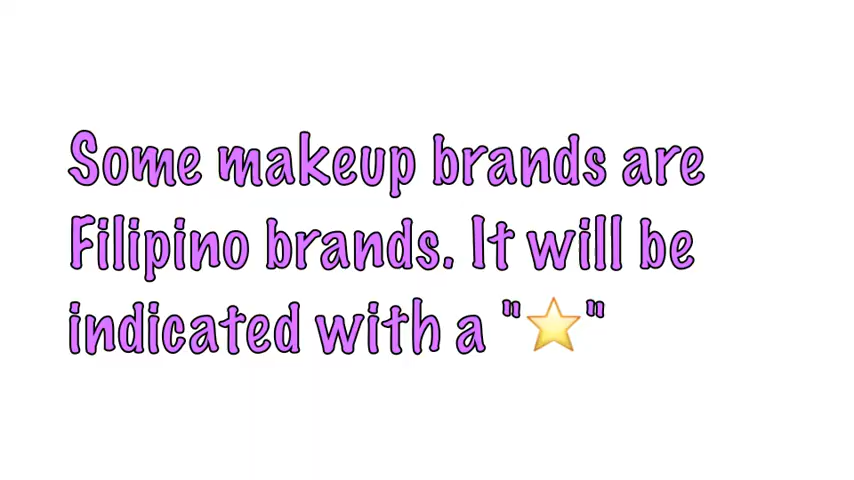 Some makeup brands are
Filipino brands. It will be
indicated with a "⭐"